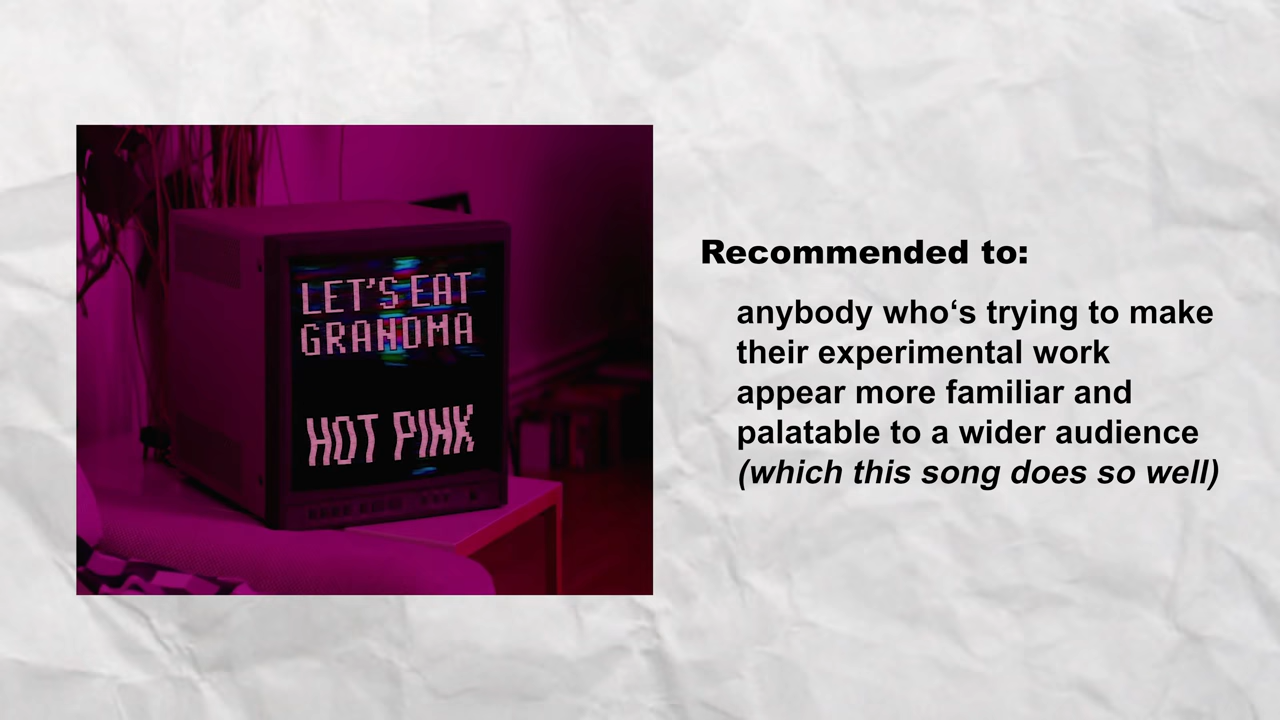 LET'S EAT
GRANDMA
HOT PINK
Recommended to:
anybody who‘s trying to make
their experimental work
appear more familiar and
palatable to a wider audience
(which this song does so well)